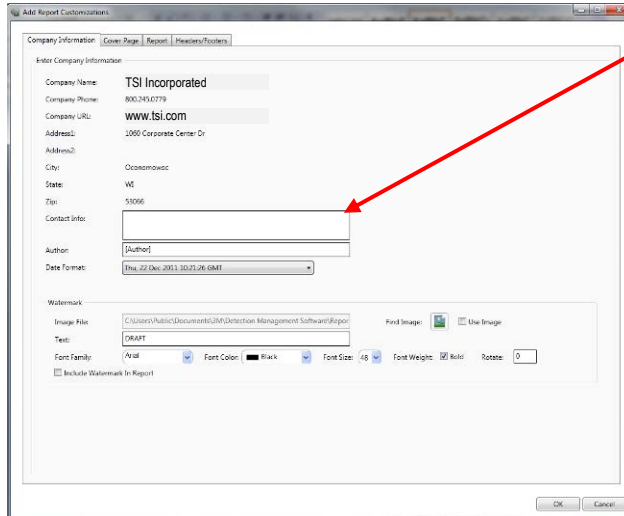 Add Report Customizations
Company Information Cover Page Report Headers/Footers
Enter Company Information
Company Name: TSI Incorporated
Company Phone: 800.245.0779
Company URL: www.tsi.com
Address1: 1060 Corporate Center Dr
Address2:
City: Oconomowoc
State: WI
Zip: 53066
Contact Info:
Author: [Author]
Date Format: Thu, 22 Dec 2011 10:21:26 GMT
Watermark
Image File: C:\Users\Public\Documents\3M\Detection Management Software\Repor Find Image: Use Image
Text: DRAFT
Font Family: Arial Font Color: Black Font Size: 48 Font Weight: Bold Rotate: 0
Include Watermark In Report
OK Cancel